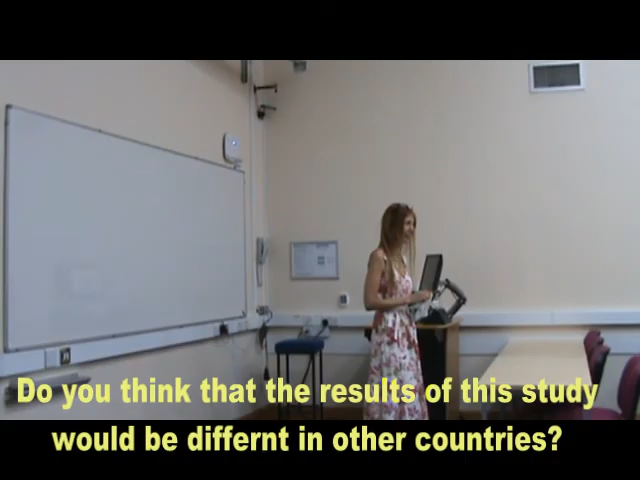 Do you think that the results of this study
would be differnt in other countries?